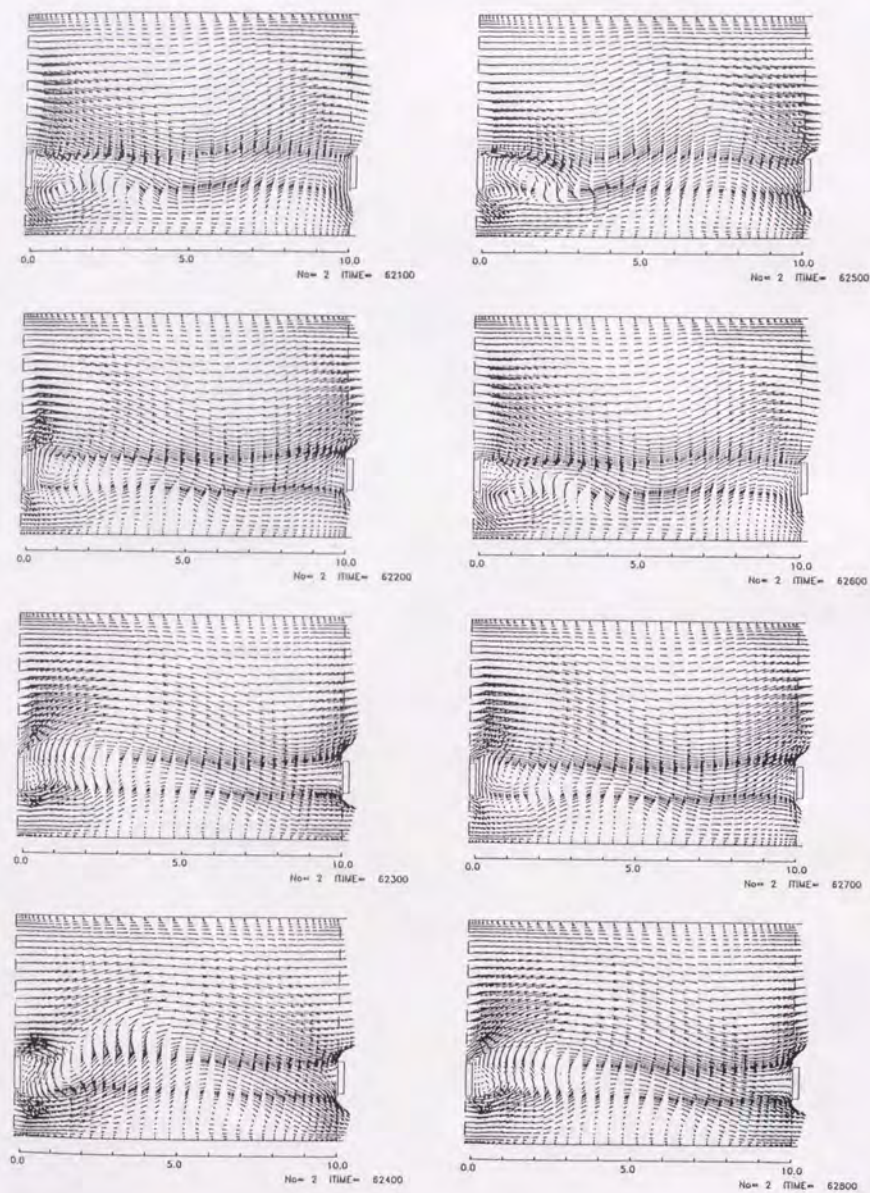 0.0 5.0 10.0
No= 2 ITIME= 62100
0.0 5.0 10.0
No= 2 ITIME= 62200
0.0 5.0 10.0
No= 2 ITIME= 62300
0.0 5.0 10.0
No= 2 ITIME= 62400
0.0 5.0 10.0
No= 2 ITIME= 62500
0.0 5.0 10.0
No= 2 ITIME= 62600
0.0 5.0 10.0
No= 2 ITIME= 62700
0.0 5.0 10.0
No= 2 ITIME= 62800